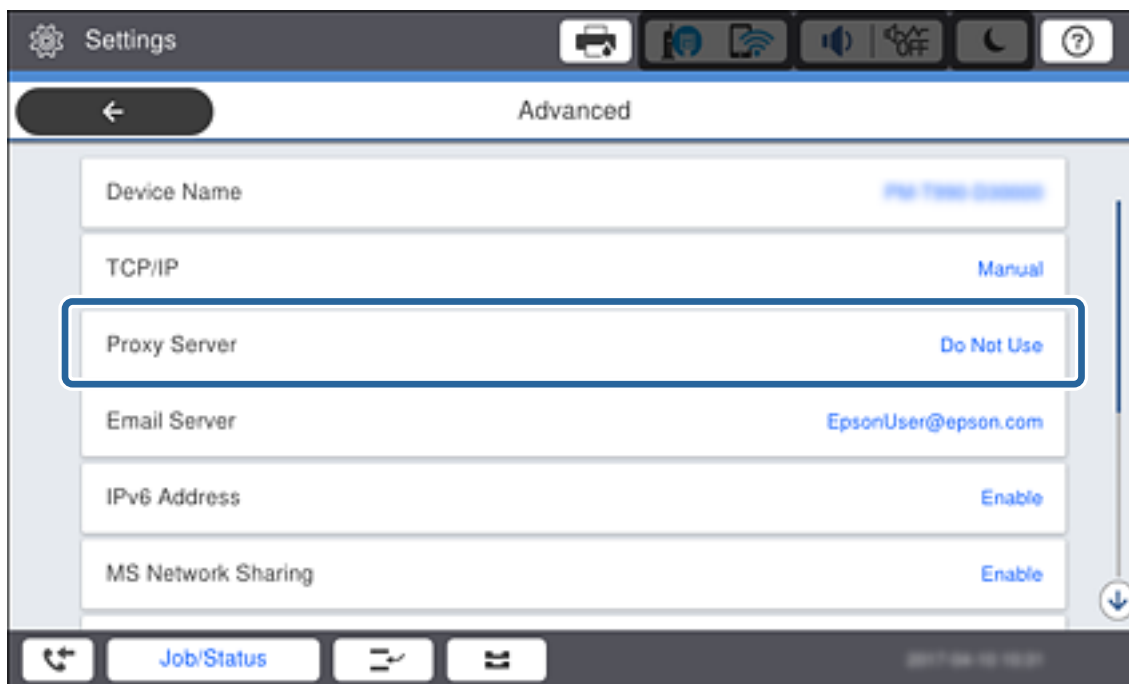 Settings
OFF
?
Advanced
Device Name
TCP/IP Manual
Proxy Server Do Not Use
Email Server EpsonUser@epson.com
IPv6 Address Enable
MS Network Sharing Enable
Job/Status